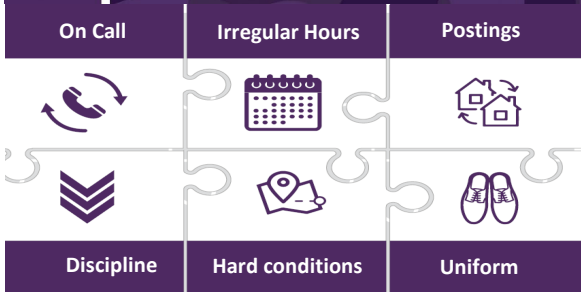 On Call
Irregular Hours
Postings
Discipline
Hard conditions
Uniform